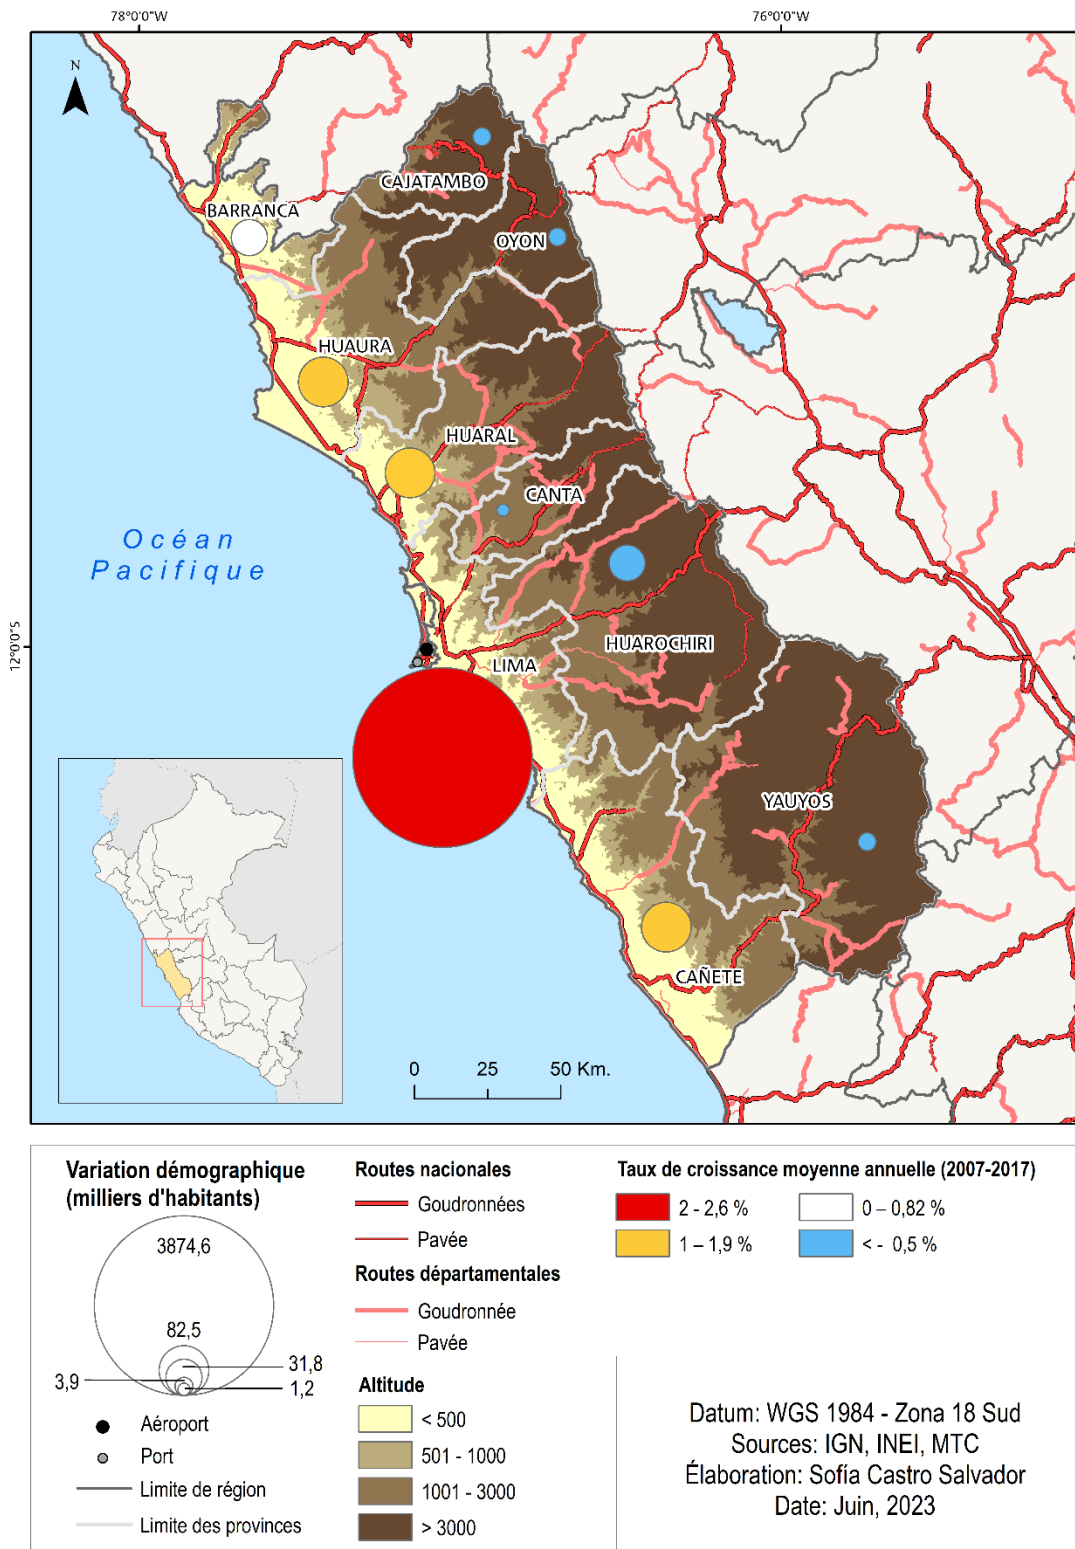 78°0'0"W
76°0'0"W
N
CAJATAMBO
BARRANCA
OYON
HUAURA
HUARAL
CANTA
Océan
Pacifique
12°0'0"S
HUAROCHIRI
LIMA
YAUYOS
CAÑETE
0 25 50 Km.
Variation démographique
(milliers d'habitants)
3874,6
82,5
31,8
3,9
1,2
Aéroport
Port
Limite de région
Limite des provinces
Routes nacionales
Goudronnées
Pavée
Routes départamentales
Goudronnée
Pavée
Altitude
< 500
501 - 1000
1001 - 3000
> 3000
Taux de croissance moyenne annuelle (2007-2017)
2 - 2,6 %
0 – 0,82 %
1 – 1,9 %
< - 0,5 %
Datum: WGS 1984 - Zona 18 Sud
Sources: IGN, INEI, MTC
Élaboration: Sofía Castro Salvador
Date: Juin, 2023